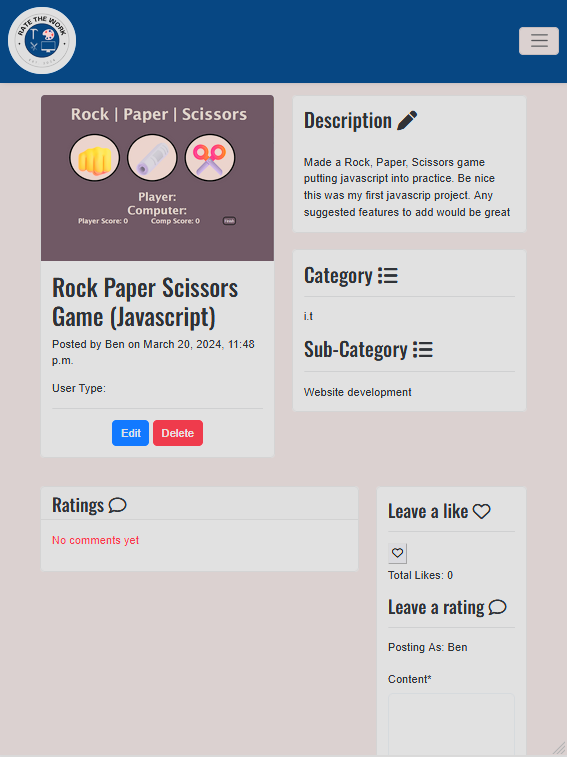 RATE THE WORK
Rock | Paper | Scissors
Player:
Computer:
Player Score: 0 Comp Score: 0
Rock Paper Scissors
Game (Javascript)
Posted by Ben on March 20, 2024, 11:48
p.m.
User Type:
Edit Delete
Description
Made a Rock, Paper, Scissors game
putting javascript into practice. Be nice
this was my first javascrip project. Any
suggested features to add would be great
Category
i.t
Sub-Category
Website development
Ratings
No comments yet
Leave a like
Total Likes: 0
Leave a rating
Posting As: Ben
Content*